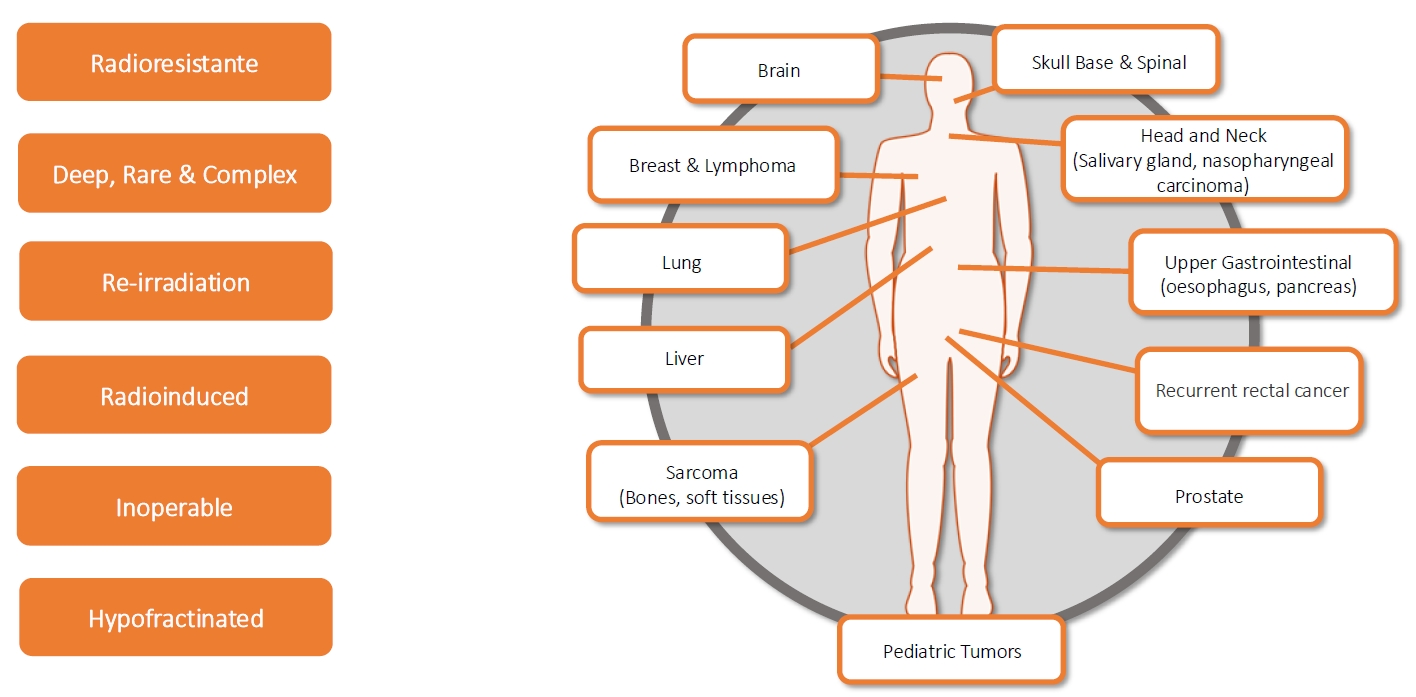 Radioresistante
Deep, Rare & Complex
Re-irradiation
Radioinduced
Inoperable
Hypofractinated
Brain
Skull Base & Spinal
Breast & Lymphoma
Head and Neck
(Salivary gland, nasopharyngeal
carcinoma)
Lung
Upper Gastrointestinal
(oesophagus, pancreas)
Liver
Recurrent rectal cancer
Sarcoma
(Bones, soft tissues)
Prostate
Pediatric Tumors